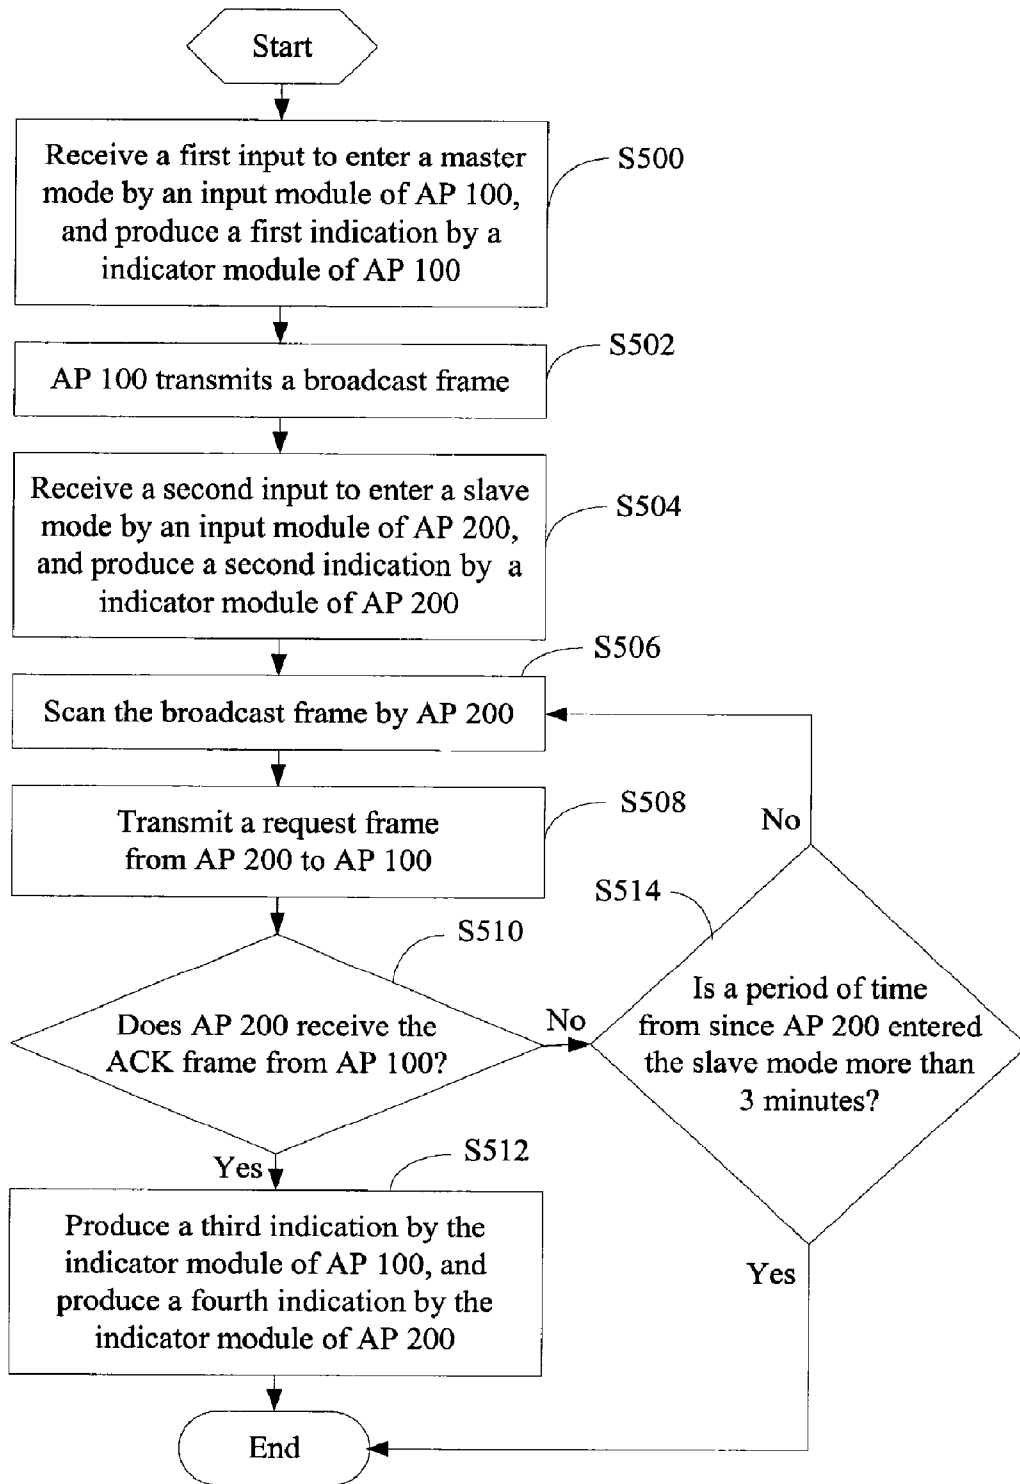 Start
Receive a first input to enter a master
mode by an input module of AP 100,
and produce a first indication by a
indicator module of AP 100
S500
AP 100 transmits a broadcast frame
S502
Receive a second input to enter a slave
mode by an input module of AP 200,
and produce a second indication by a
indicator module of AP 200
S504
Scan the broadcast frame by AP 200
S506
Transmit a request frame
from AP 200 to AP 100
S508
Does AP 200 receive the
ACK frame from AP 100?
S510
No
Is a period of time
from since AP 200 entered
the slave mode more than
3 minutes?
S514
No
Yes
Yes
Produce a third indication by the
indicator module of AP 100, and
produce a fourth indication by the
indicator module of AP 200
S512
End